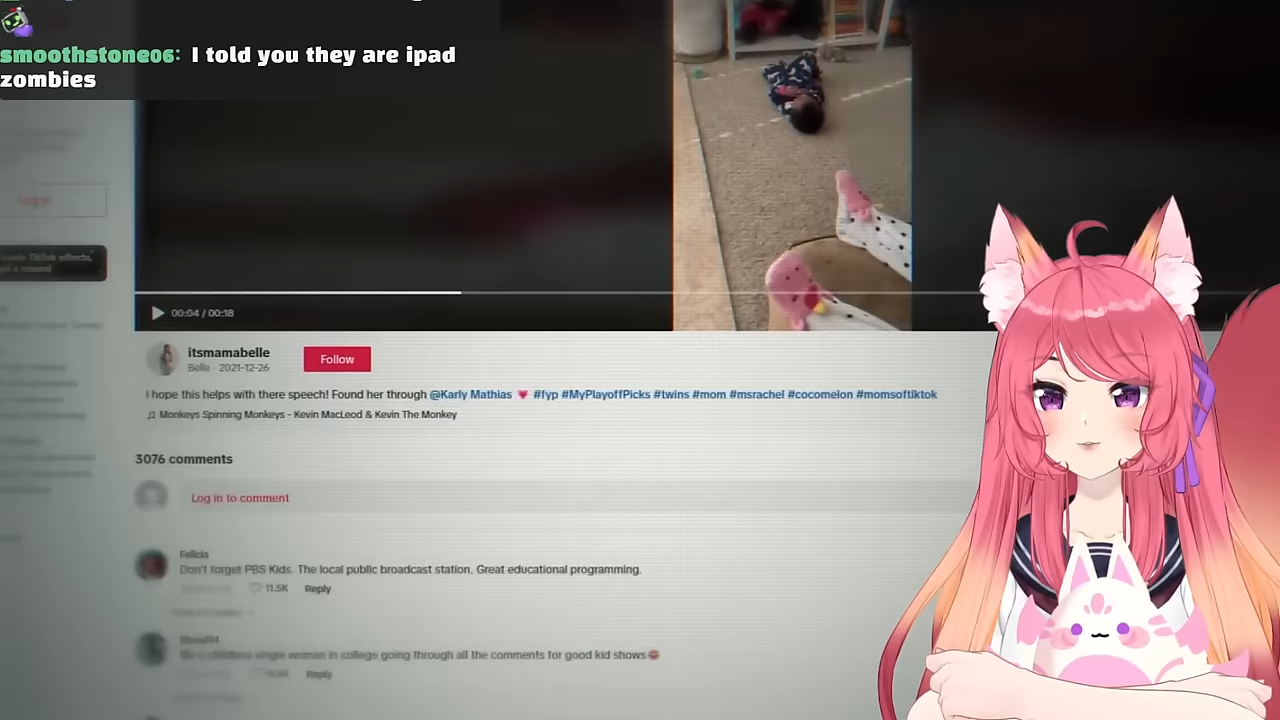 smoothstone06: I told you they are ipad
zombies
Log in
00:04 / 00:18
itsmamabelle
Follow
Belle · 2021-12-26
I hope this helps with there speech! Found her through @Karly Mathias #fyp #MyPlayoffPicks #twins #mom #msrachel #cocomelon #momsoftiktok
Monkeys Spinning Monkeys - Kevin MacLeod & Kevin The Monkey
3076 comments
Log in to comment
Felicia
Don't forget PBS Kids. The local public broadcast station. Great educational programming.
11.5K Reply
childless single woman in college going through all the comments for good kid shows
Reply